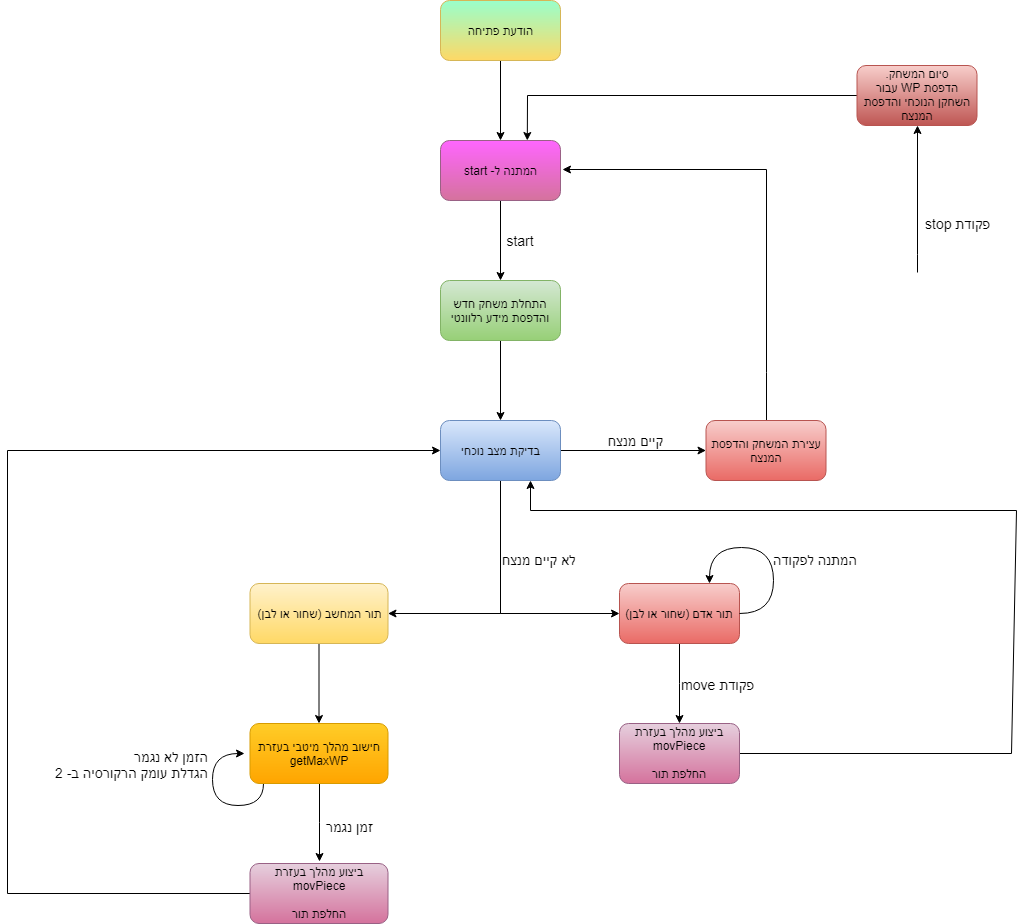 הודעת פתיחה
סיום המשחק.
הדפסת WP עבור
השחקן הנוכחי והדפסת
המנצח
המתנה ל- start
פקודת stop
start
התחלת משחק חדש
והדפסת מידע רלוונטי
קיים מנצח
בדיקת מצב נוכחי
עצירת המשחק והדפסת
המנצח
לא קיים מנצח
המתנה לפקודה
תור המחשב (שחור או לבן)
תור אדם (שחור או לבן)
פקודת move
ביצוע מהלך בעזרת
movPiece
החלפת תור
חישוב מהלך מיטבי בעזרת
getMaxWP
הזמן לא נגמר
הגדלת עומק הרקורסיה ב- 2
זמן נגמר
ביצוע מהלך בעזרת
movPiece
החלפת תור